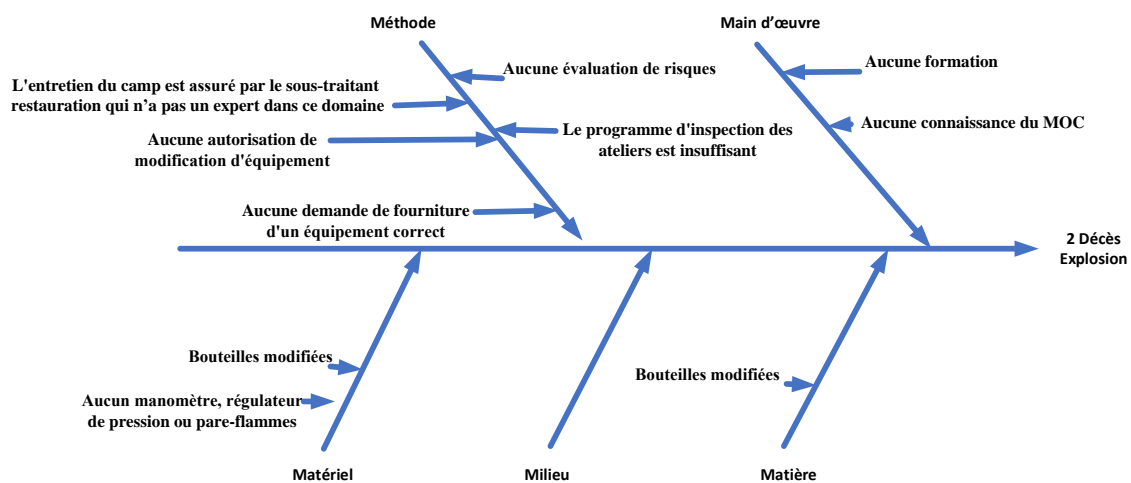 Méthode
Main d'œuvre
Aucune évaluation de risques
Aucune formation
L'entretien du camp est assuré par le sous-traitant
restauration qui n'a pas un expert dans ce domaine
Aucune autorisation de
modification d'équipement
Le programme d'inspection des
ateliers est insuffisant
Aucune connaissance du MOC
Aucune demande de fourniture
d'un équipement correct
2 Décès
Explosion
Bouteilles modifiées
Aucun manomètre, régulateur
de pression ou pare-flammes
Bouteilles modifiées
Matériel
Milieu
Matière